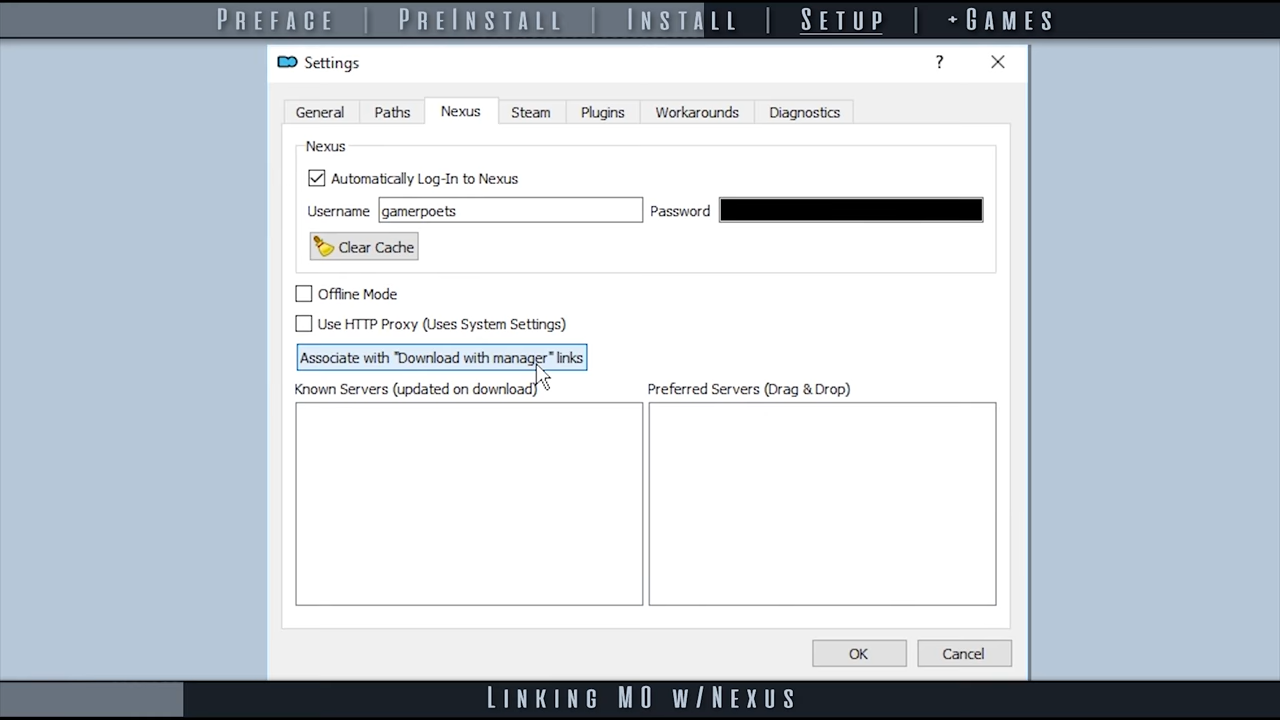 PREFACE | PREINSTALL | INSTALL | SETUP | +GAMES
Settings ?
General Paths Nexus Steam Plugins Workarounds Diagnostics
Nexus
Automatically Log-In to Nexus
Username gamerpoets Password
Clear Cache
Offline Mode
Use HTTP Proxy (Uses System Settings)
Associate with "Download with manager" links
Known Servers (updated on download) Preferred Servers (Drag & Drop)
OK Cancel
LINKING MO W/NEXUS